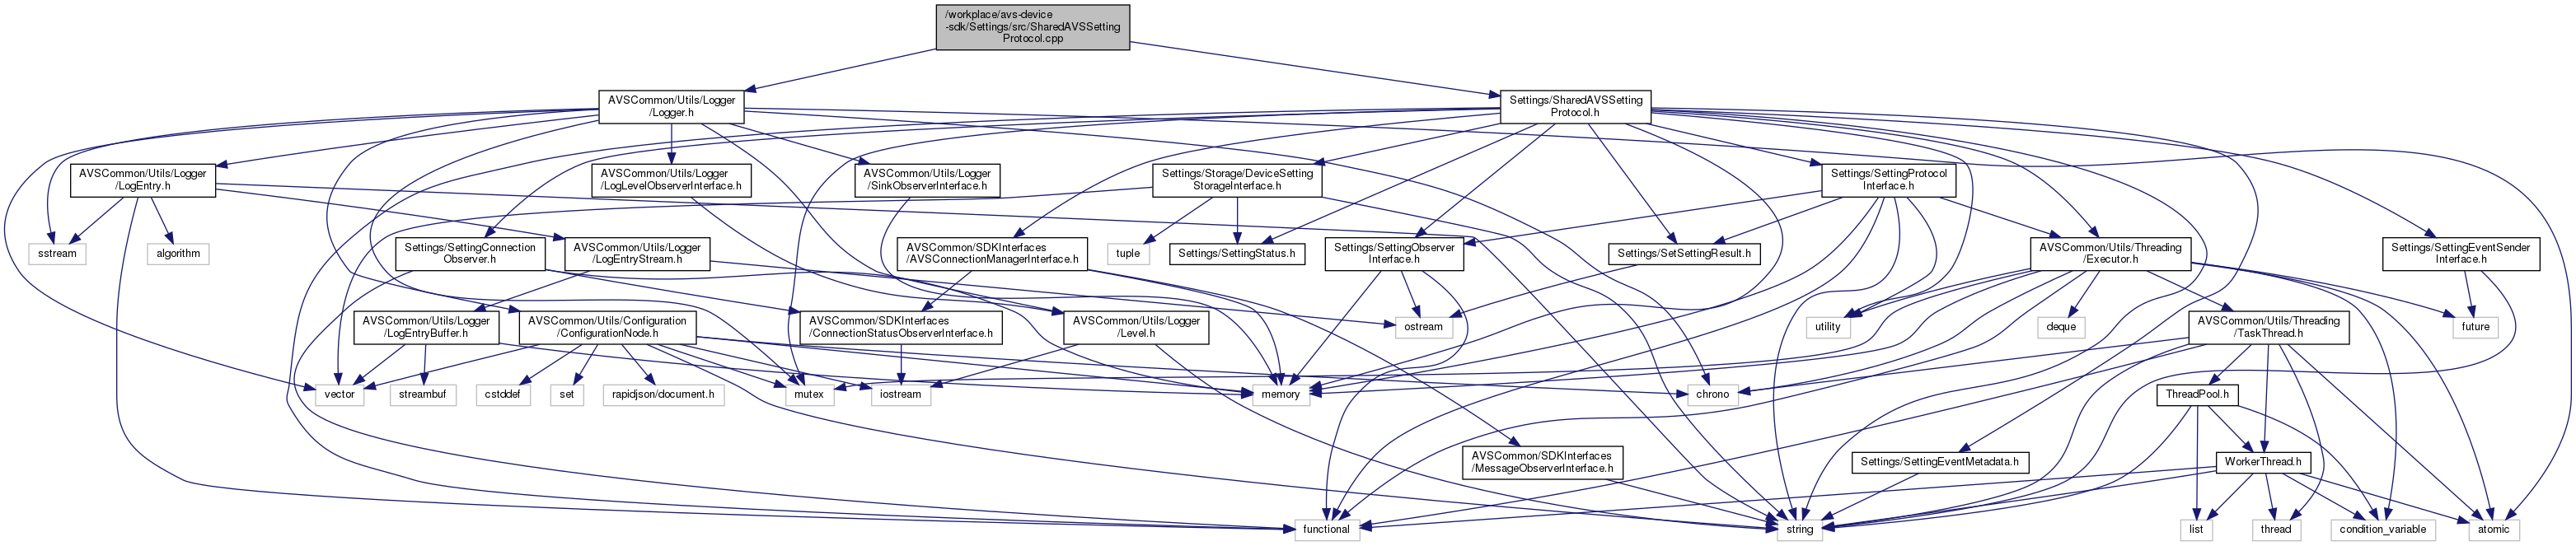 /workplace/avs-device
-sdk/Settings/src/SharedAVSSetting
Protocol.cpp
AVSCommon/Utils/Logger
/Logger.h
Settings/SharedAVSSetting
Protocol.h
AVSCommon/Utils/Logger
/LogEntry.h
AVSCommon/Utils/Logger
/LogLevelObserverInterface.h
AVSCommon/Utils/Logger
/SinkObserverInterface.h
Settings/Storage/DeviceSetting
StorageInterface.h
Settings/SettingProtocol
Interface.h
sstream
algorithm
Settings/SettingConnection
Observer.h
AVSCommon/Utils/Logger
/LogEntryStream.h
AVSCommon/SDKInterfaces
/AVSConnectionManagerInterface.h
tuple
Settings/SettingStatus.h
Settings/SettingObserver
Interface.h
Settings/SetSettingResult.h
AVSCommon/Utils/Threading
/Executor.h
Settings/SettingEventSender
Interface.h
AVSCommon/Utils/Logger
/LogEntryBuffer.h
AVSCommon/Utils/Configuration
/ConfigurationNode.h
AVSCommon/SDKInterfaces
/ConnectionStatusObserverInterface.h
AVSCommon/Utils/Logger
/Level.h
ostream
utility
deque
AVSCommon/Utils/Threading
/TaskThread.h
future
vector
streambuf
cstddef
set
rapidjson/document.h
mutex
iostream
memory
chrono
ThreadPool.h
AVSCommon/SDKInterfaces
/MessageObserverInterface.h
Settings/SettingEventMetadata.h
WorkerThread.h
functional
string
list
thread
condition_variable
atomic